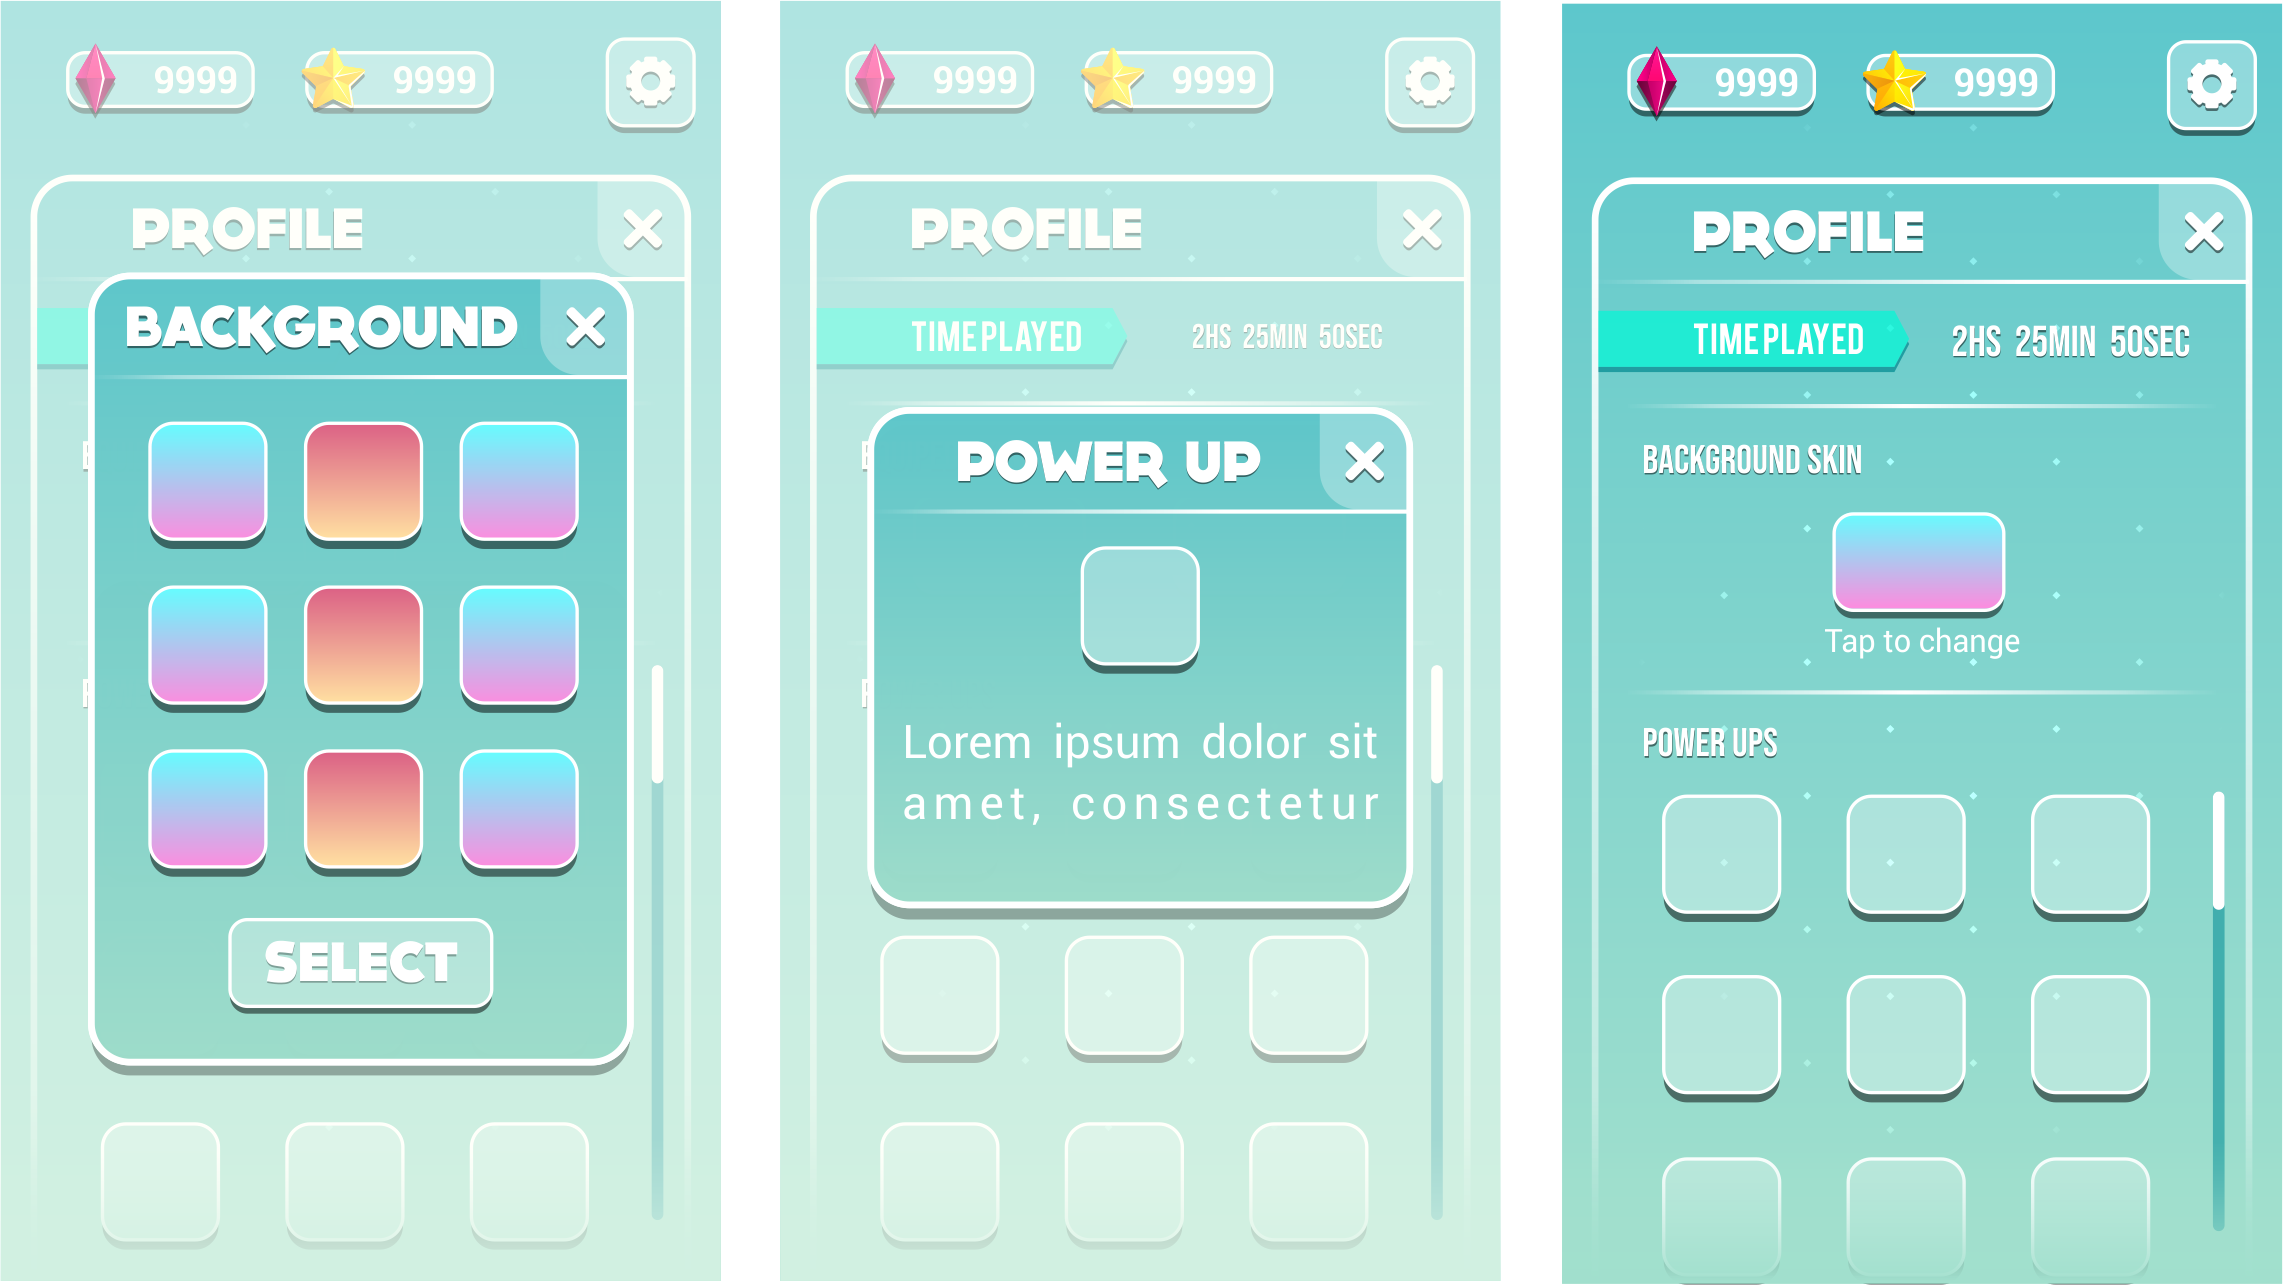 9999 9999
PROFILE
BACKGROUND
SELECT
9999 9999
PROFILE
TIME PLAYED 2HS 25MIN 50SEC
POWER UP
Lorem ipsum dolor sit
amet, consectetur
9999 9999
PROFILE
TIME PLAYED 2HS 25MIN 50SEC
BACKGROUND SKIN
Tap to change
POWER UPS